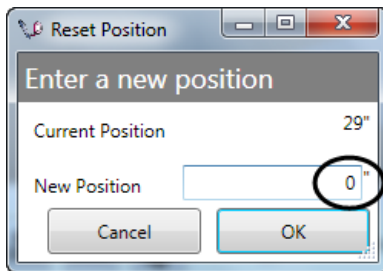 Reset Position
Enter a new position
Current Position 29"
New Position 0 "
Cancel OK